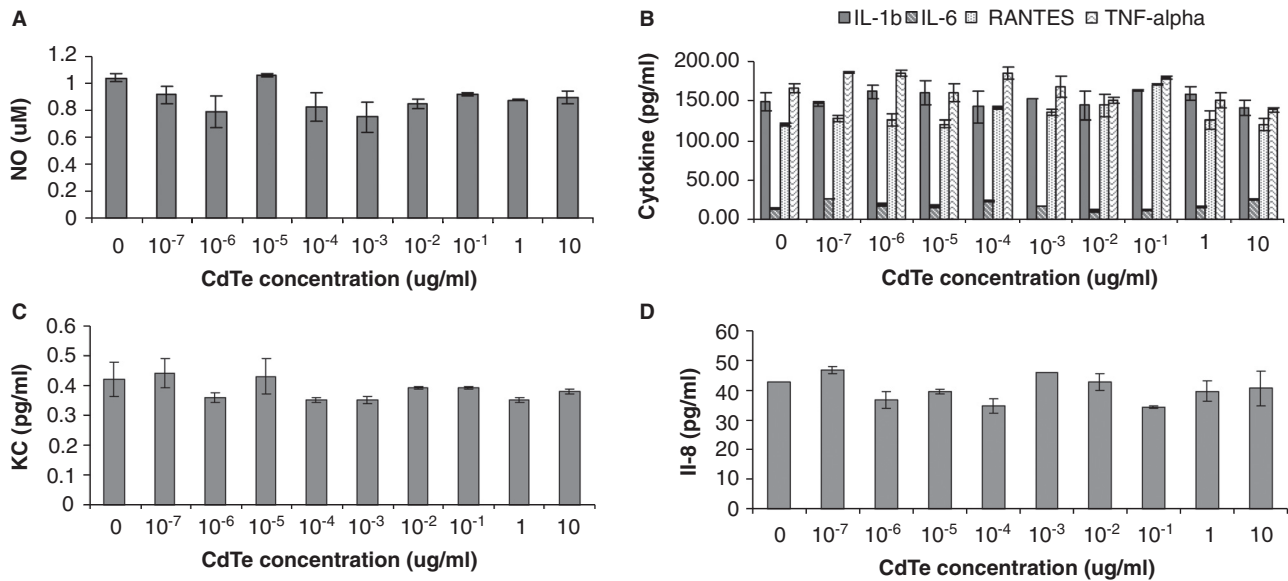 A
1.2
1
0.8
0.6
0.4
0.2
0
NO (uM)
0 10⁻⁷ 10⁻⁶ 10⁻⁵ 10⁻⁴ 10⁻³ 10⁻² 10⁻¹ 1 10
CdTe concentration (ug/ml)
B
IL-1b IL-6 RANTES TNF-alpha
200.00
150.00
100.00
50.00
0.00
Cytokine (pg/ml)
0 10⁻⁷ 10⁻⁶ 10⁻⁵ 10⁻⁴ 10⁻³ 10⁻² 10⁻¹ 1 10
CdTe concentration (ug/ml)
C
0.6
0.5
0.4
0.3
0.2
0.1
0
KC (pg/ml)
0 10⁻⁷ 10⁻⁶ 10⁻⁵ 10⁻⁴ 10⁻³ 10⁻² 10⁻¹ 1 10
CdTe concentration (ug/ml)
D
60
50
40
30
20
10
0
Il-8 (pg/ml)
0 10⁻⁷ 10⁻⁶ 10⁻⁵ 10⁻⁴ 10⁻³ 10⁻² 10⁻¹ 1 10
CdTe concentration (ug/ml)